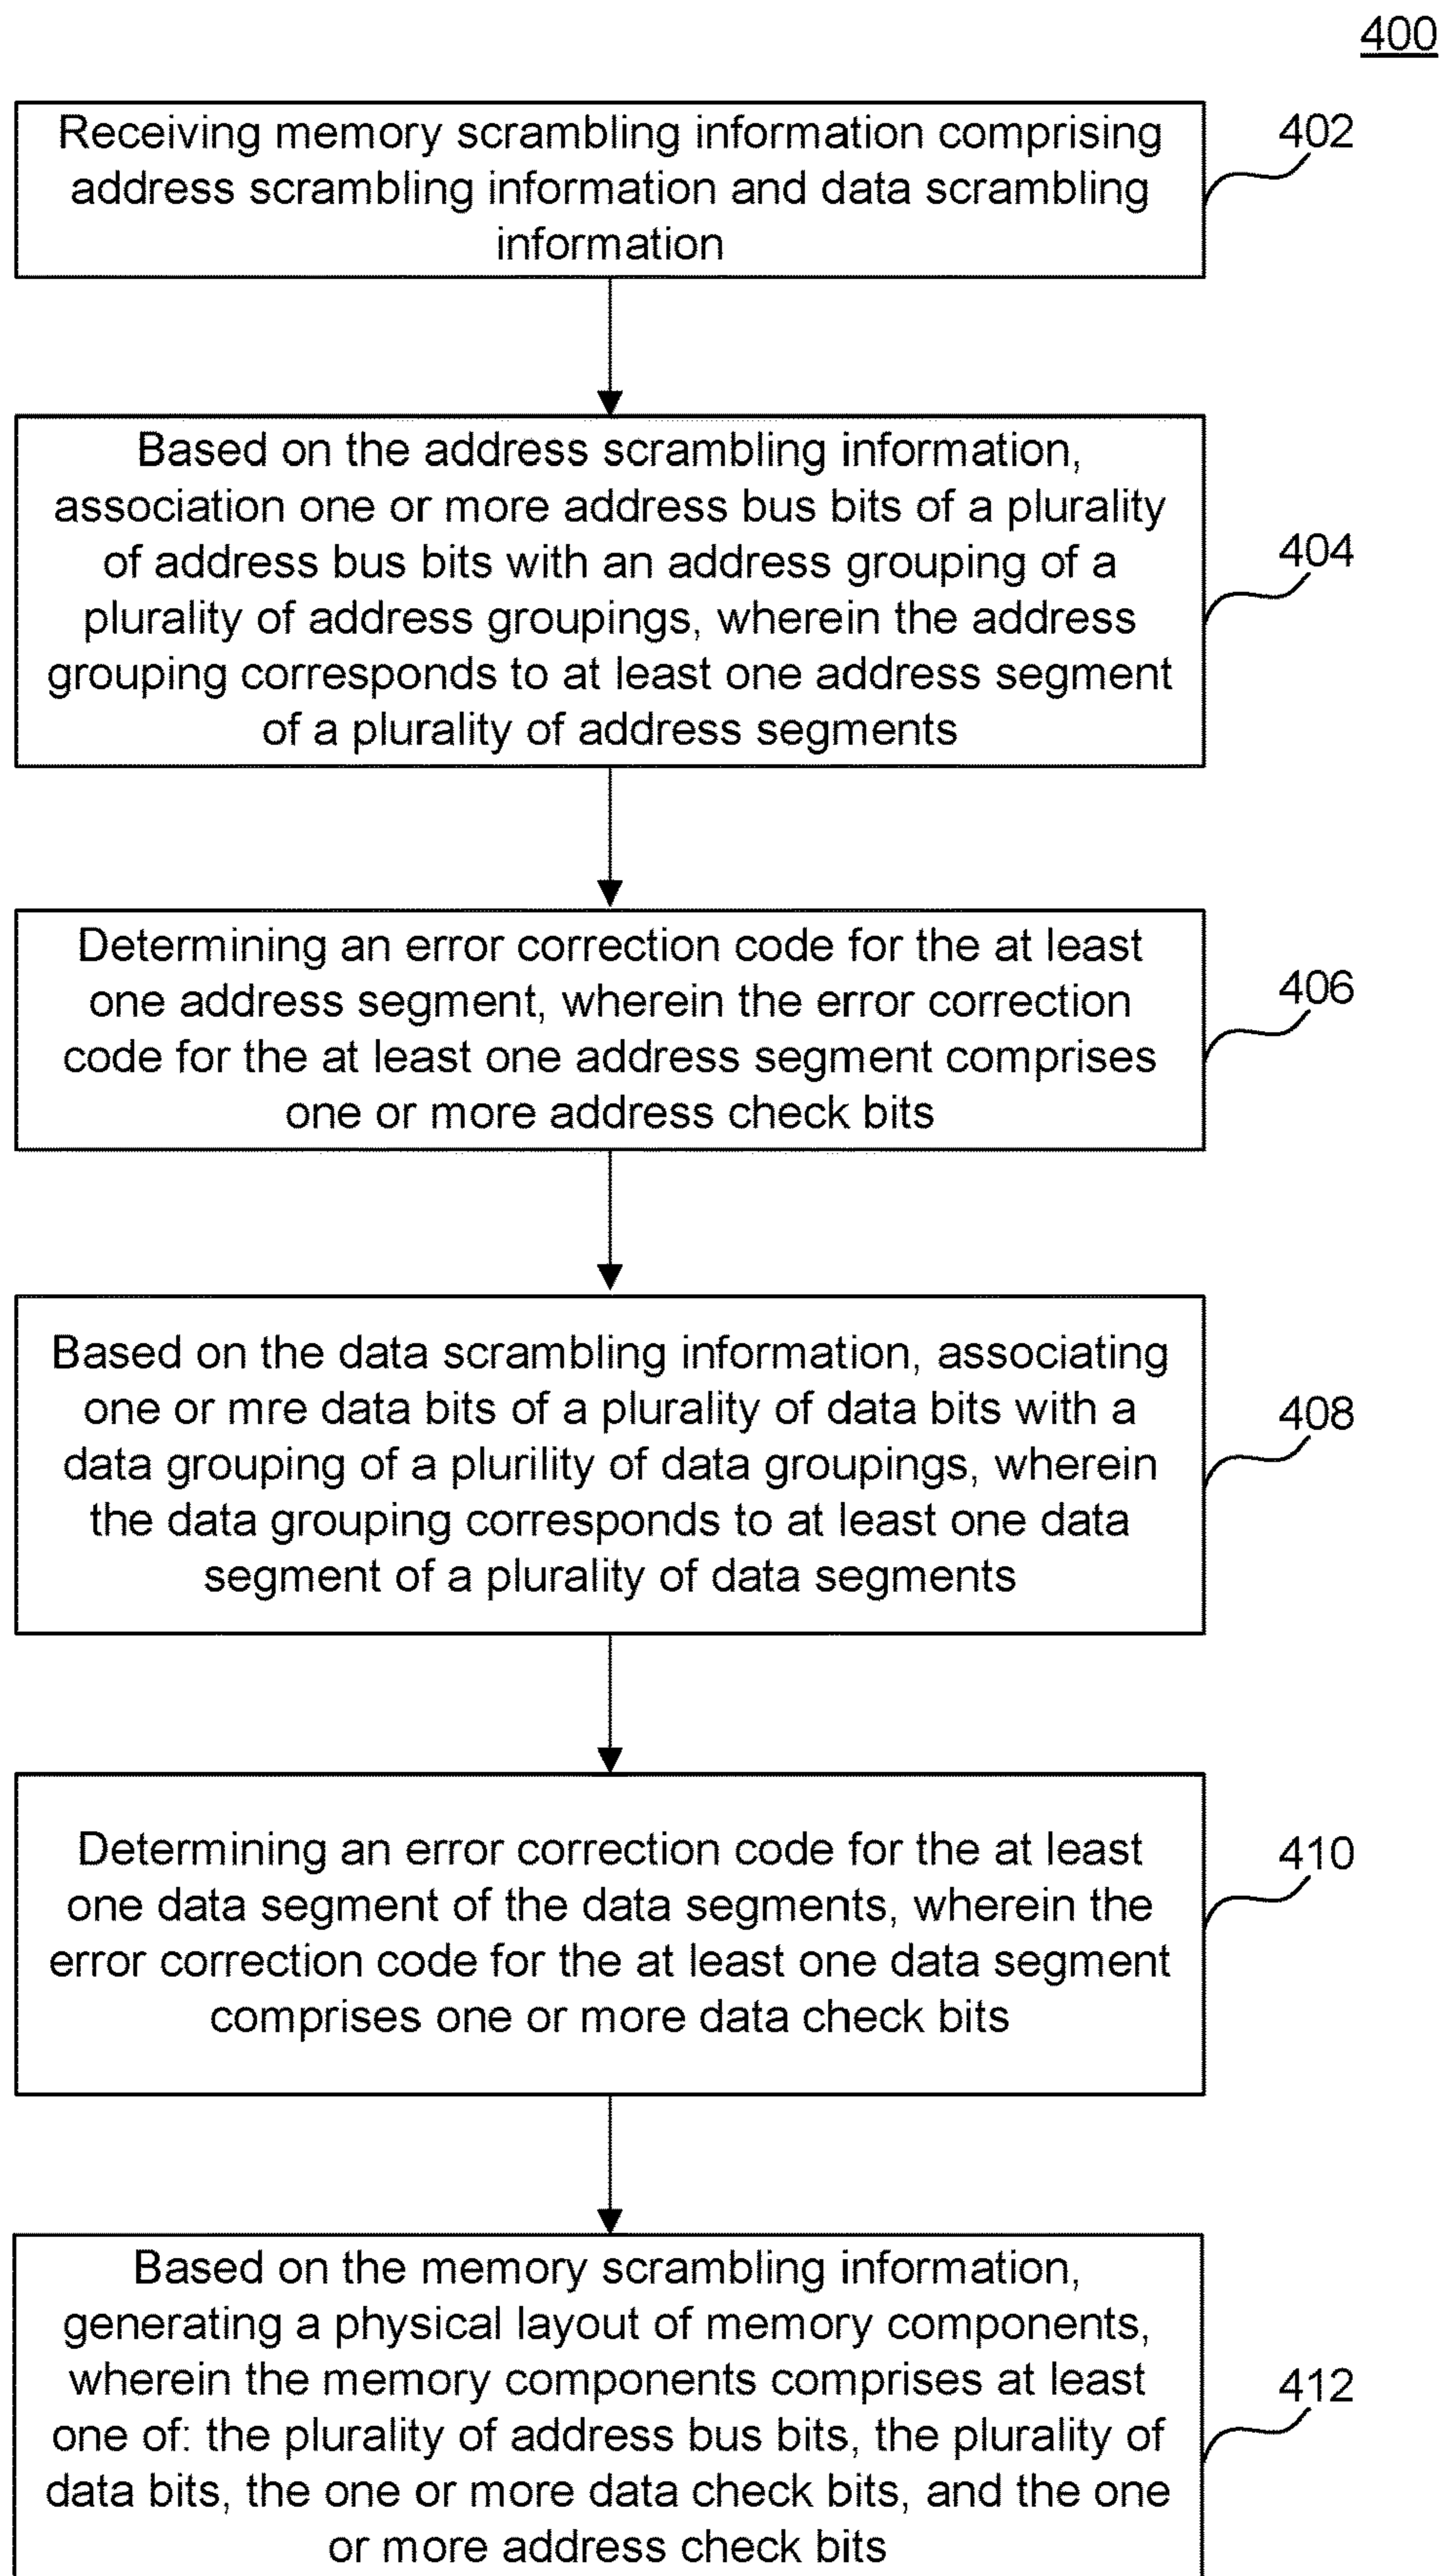 400
Receiving memory scrambling information comprising
address scrambling information and data scrambling
information
402
Based on the address scrambling information,
association one or more address bus bits of a plurality
of address bus bits with an address grouping of a
plurality of address groupings, wherein the address
grouping corresponds to at least one address segment
of a plurality of address segments
404
Determining an error correction code for the at least
one address segment, wherein the error correction
code for the at least one address segment comprises
one or more address check bits
406
Based on the data scrambling information, associating
one or mre data bits of a plurality of data bits with a
data grouping of a plurility of data groupings, wherein
the data grouping corresponds to at least one data
segment of a plurality of data segments
408
Determining an error correction code for the at least
one data segment of the data segments, wherein the
error correction code for the at least one data segment
comprises one or more data check bits
410
Based on the memory scrambling information,
generating a physical layout of memory components,
wherein the memory components comprises at least
one of: the plurality of address bus bits, the plurality of
data bits, the one or more data check bits, and the one
or more address check bits
412